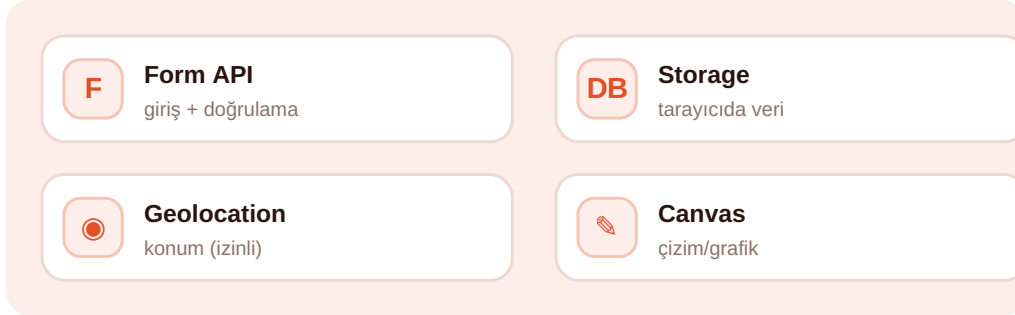 F
Form API
giriş + doğrulama
DB
Storage
tarayıcıda veri
◉
Geolocation
konum (izinli)
✎
Canvas
çizim/grafik